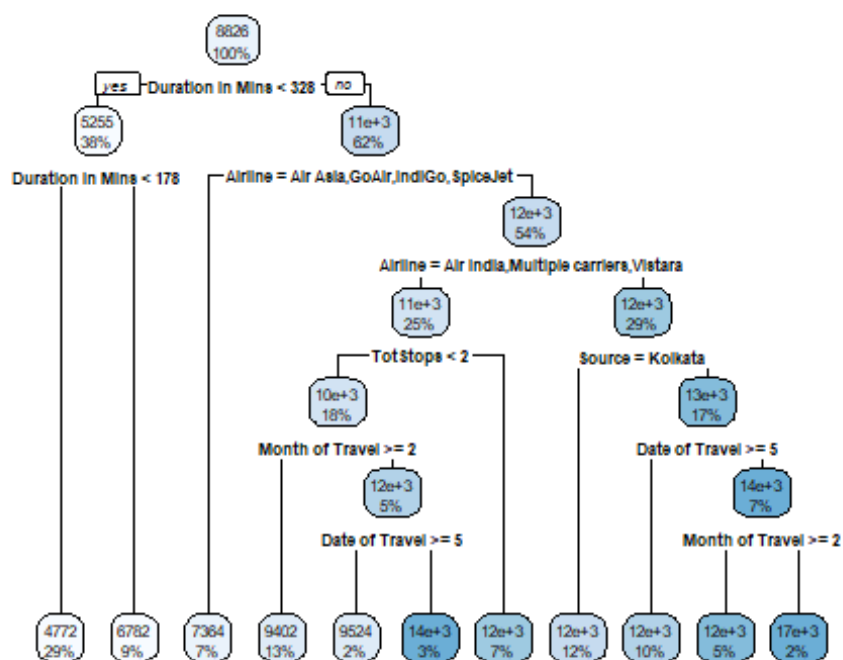 8826
100%
yes Duration in Mins < 328 no
5255
38%
11e+3
62%
Duration in Mins < 178
Airline = Air Asia,GoAir,IndiGo,SpiceJet
12e+3
54%
Airline = Air India,Multiple carriers,Vistara
11e+3
25%
12e+3
29%
TotStops < 2
Source = Kolkata
10e+3
18%
13e+3
17%
Month of Travel >= 2
Date of Travel >= 5
12e+3
5%
14e+3
7%
Date of Travel >= 5
Month of Travel >= 2
4772
29%
6782
9%
7364
7%
9402
13%
9524
2%
14e+3
3%
12e+3
7%
12e+3
12%
12e+3
10%
12e+3
5%
17e+3
2%